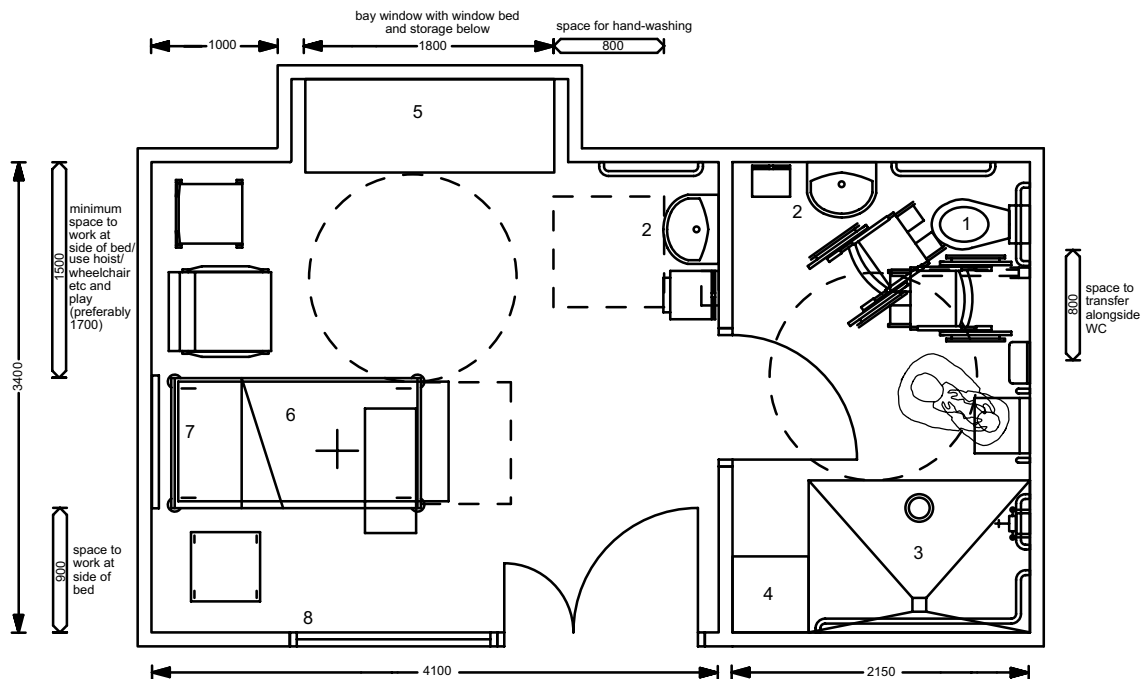 bay window with window bed
and storage below
space for hand-washing
1000
1800
800
5
minimum
space to
work at
side of bed/
use hoist/
wheelchair
etc and
play
(preferably
1700)
1500
3400
2
2
1
800
space to
transfer
alongside
WC
6
7
900
space to
work at
side of
bed
3
4
8
4100
2150